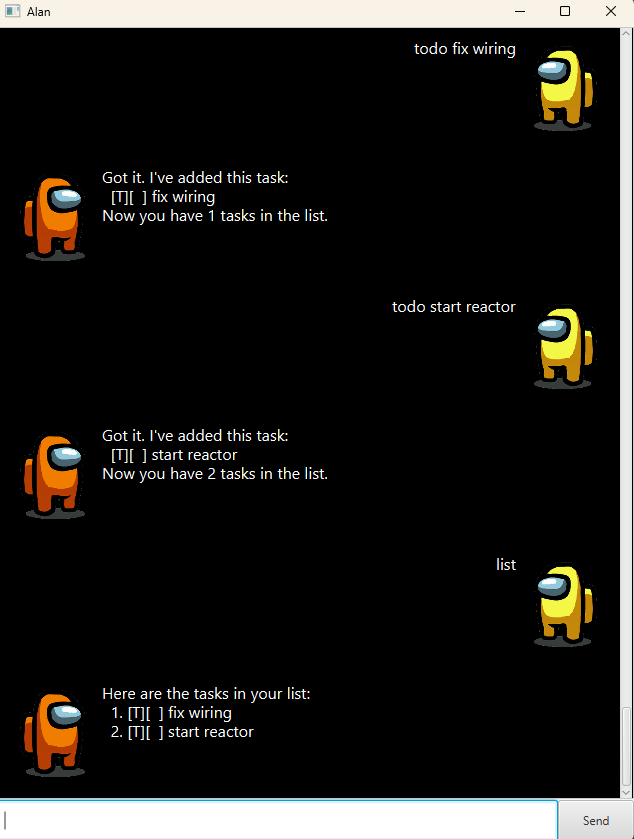 Alan
todo fix wiring
Got it. I've added this task:
[T][ ] fix wiring
Now you have 1 tasks in the list.
todo start reactor
Got it. I've added this task:
[T][ ] start reactor
Now you have 2 tasks in the list.
list
Here are the tasks in your list:
1. [T][ ] fix wiring
2. [T][ ] start reactor
Send